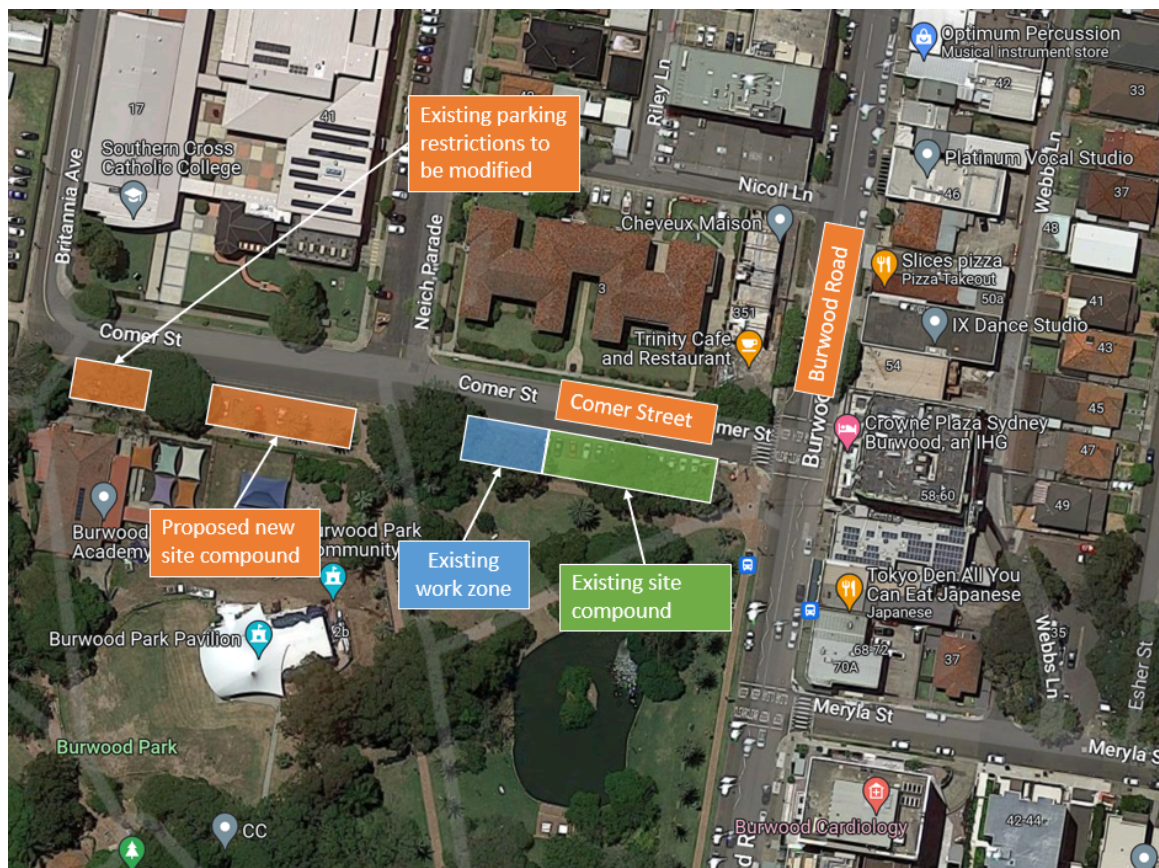 Optimum Percussion
Musical instrument store
42
33
17
41
Existing parking
restrictions to
be modified
Riley Ln
Southern Cross
Catholic College
Platinum Vocal Studio
46
37
Webbs Ln
Nicoll Ln
Britannia Ave
Cheveux Maison
48
Neich Parade
Burwood Road
Slices pizza
Pizza Takeout
50a
41
3
351
IX Dance Studio
43
Comer St
Trinity Cafe
and Restaurant
54
Comer St
Comer Street
omer St
45
Crowne Plaza Sydney
Burwood, an IHG
47
58-60
49
Burwood
Academy
Proposed new
site compound
urwood Park
ommunity
Existing
work zone
Existing site
compound
Tokyo Den All You
Can Eat Japanese
Japanese
Burwood Park Pavilion
2b
35
68-72
70A
37
Webbs Ln
Esher St
Meryla St
Meryla S
Burwood Park
d R
Burwood Cardiology
CC
42-44